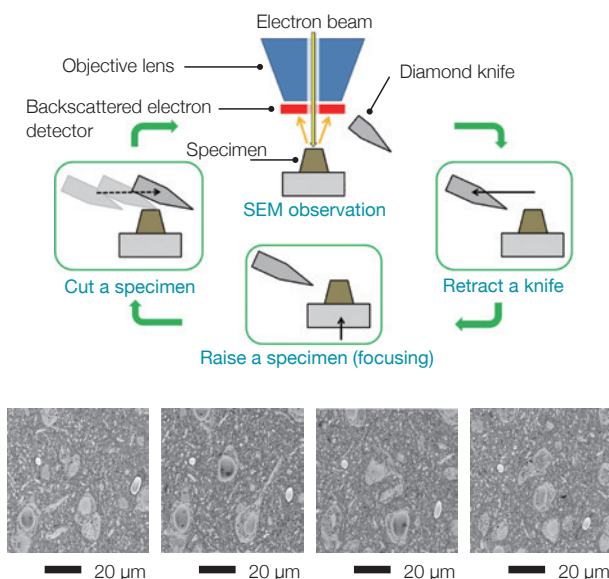 Electron beam
Objective lens
Diamond knife
Backscattered electron
detector
Specimen
SEM observation
Cut a specimen
Retract a knife
Raise a specimen (focusing)
20 µm
20 µm
20 µm
20 µm